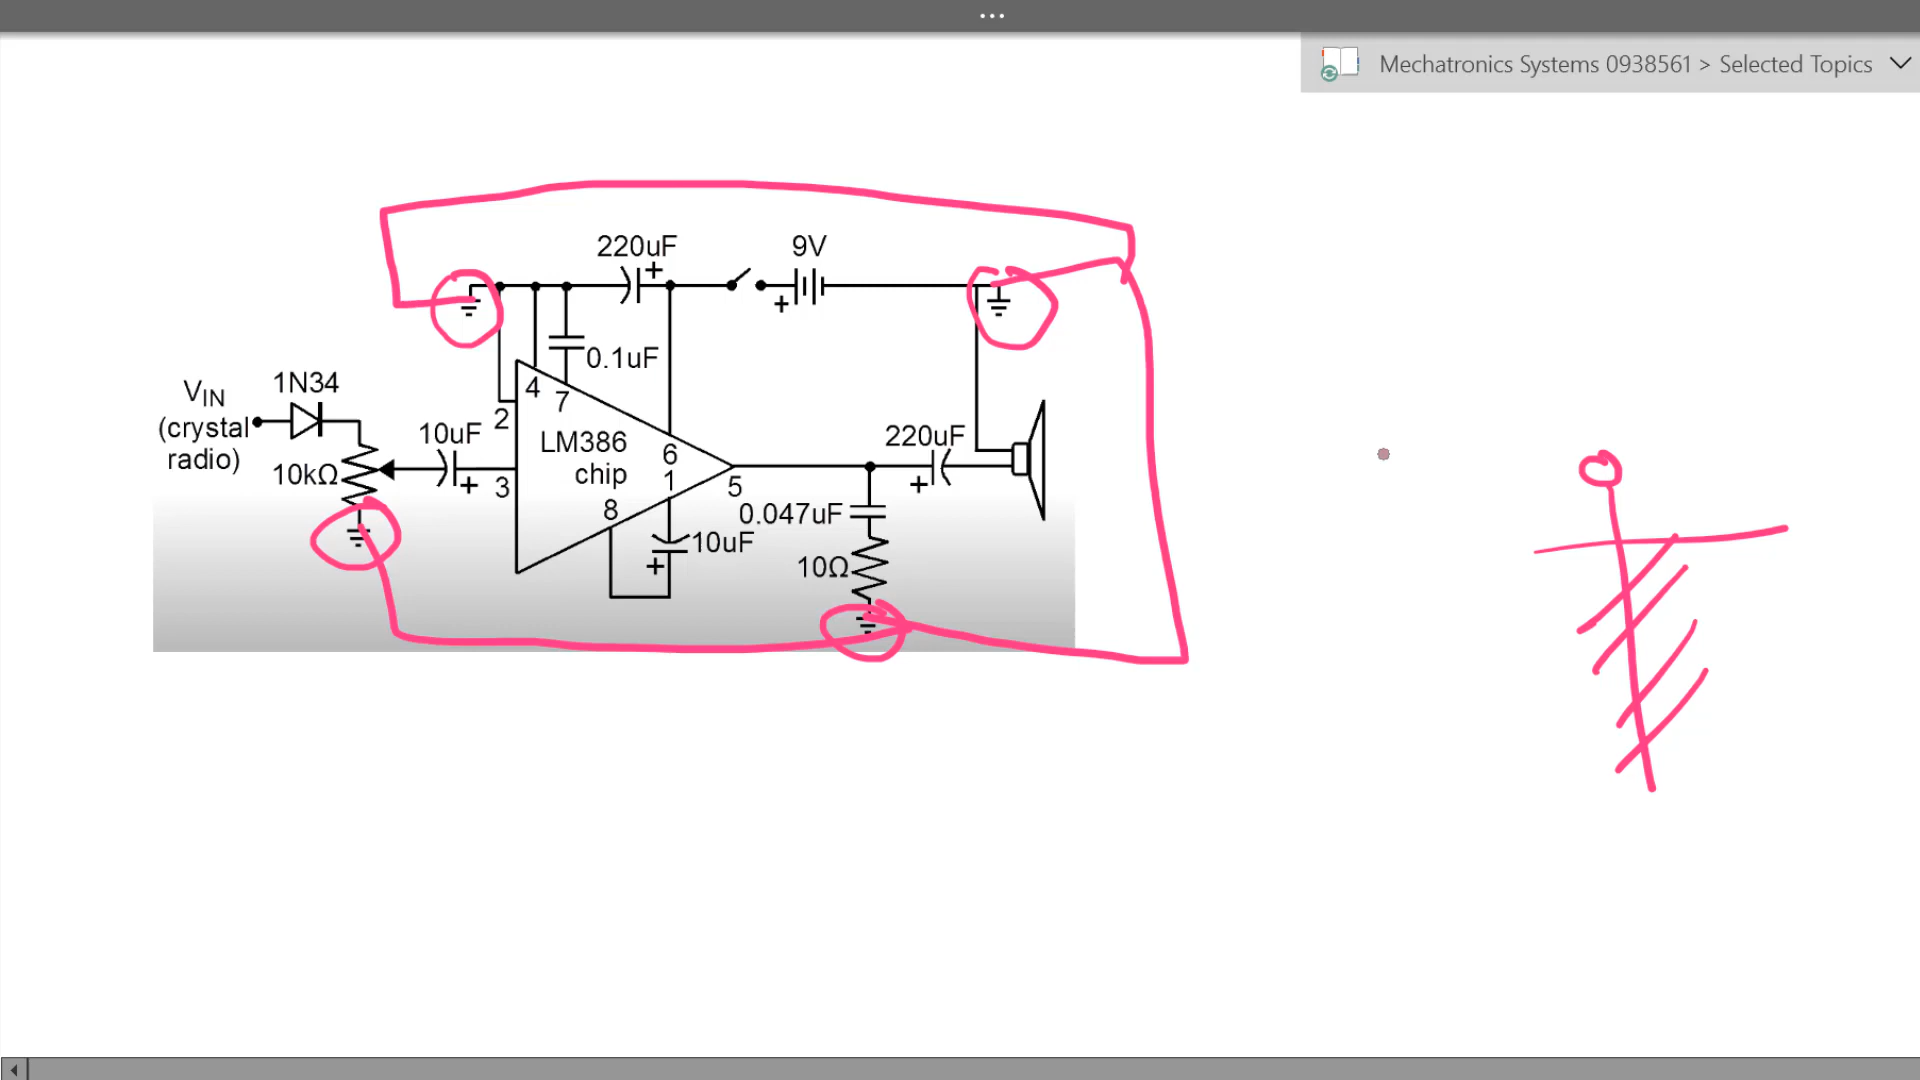 ...
Mechatronics Systems 0938561 > Selected Topics
220uF
+
9V
+
0.1uF
1N34
VIN
(crystal
radio)
10kΩ
10uF
+
2
3
4
7
LM386
chip
6
1
8
5
220uF
+
0.047uF
10uF
+
10Ω